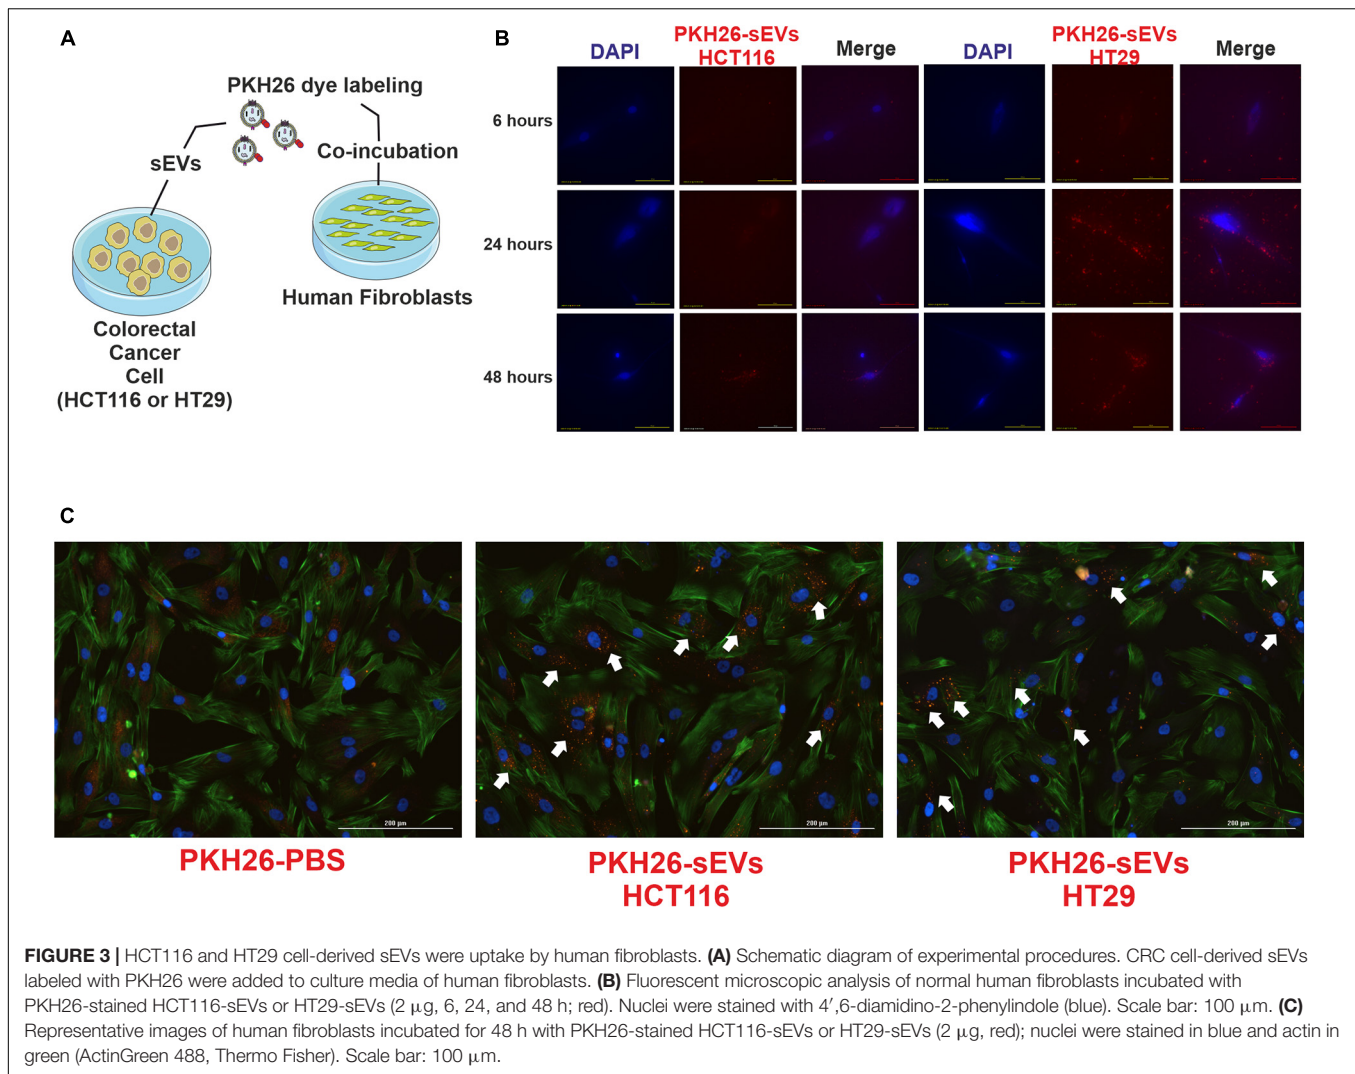 A
PKH26 dye labeling
sEVs
Co-incubation
Human Fibroblasts
Colorectal
Cancer
Cell
(HCT116 or HT29)
B
DAPI
PKH26-sEVs
HCT116
Merge
DAPI
PKH26-sEVs
HT29
Merge
6 hours
24 hours
48 hours
C
200 µm
200 µm
200 µm
PKH26-PBS
PKH26-sEVs
HCT116
PKH26-sEVs
HT29
FIGURE 3 | HCT116 and HT29 cell-derived sEVs were uptake by human fibroblasts. (A) Schematic diagram of experimental procedures. CRC cell-derived sEVs
labeled with PKH26 were added to culture media of human fibroblasts. (B) Fluorescent microscopic analysis of normal human fibroblasts incubated with
PKH26-stained HCT116-sEVs or HT29-sEVs (2 µg, 6, 24, and 48 h; red). Nuclei were stained with 4′,6-diamidino-2-phenylindole (blue). Scale bar: 100 µm. (C)
Representative images of human fibroblasts incubated for 48 h with PKH26-stained HCT116-sEVs or HT29-sEVs (2 µg, red); nuclei were stained in blue and actin in
green (ActinGreen 488, Thermo Fisher). Scale bar: 100 µm.